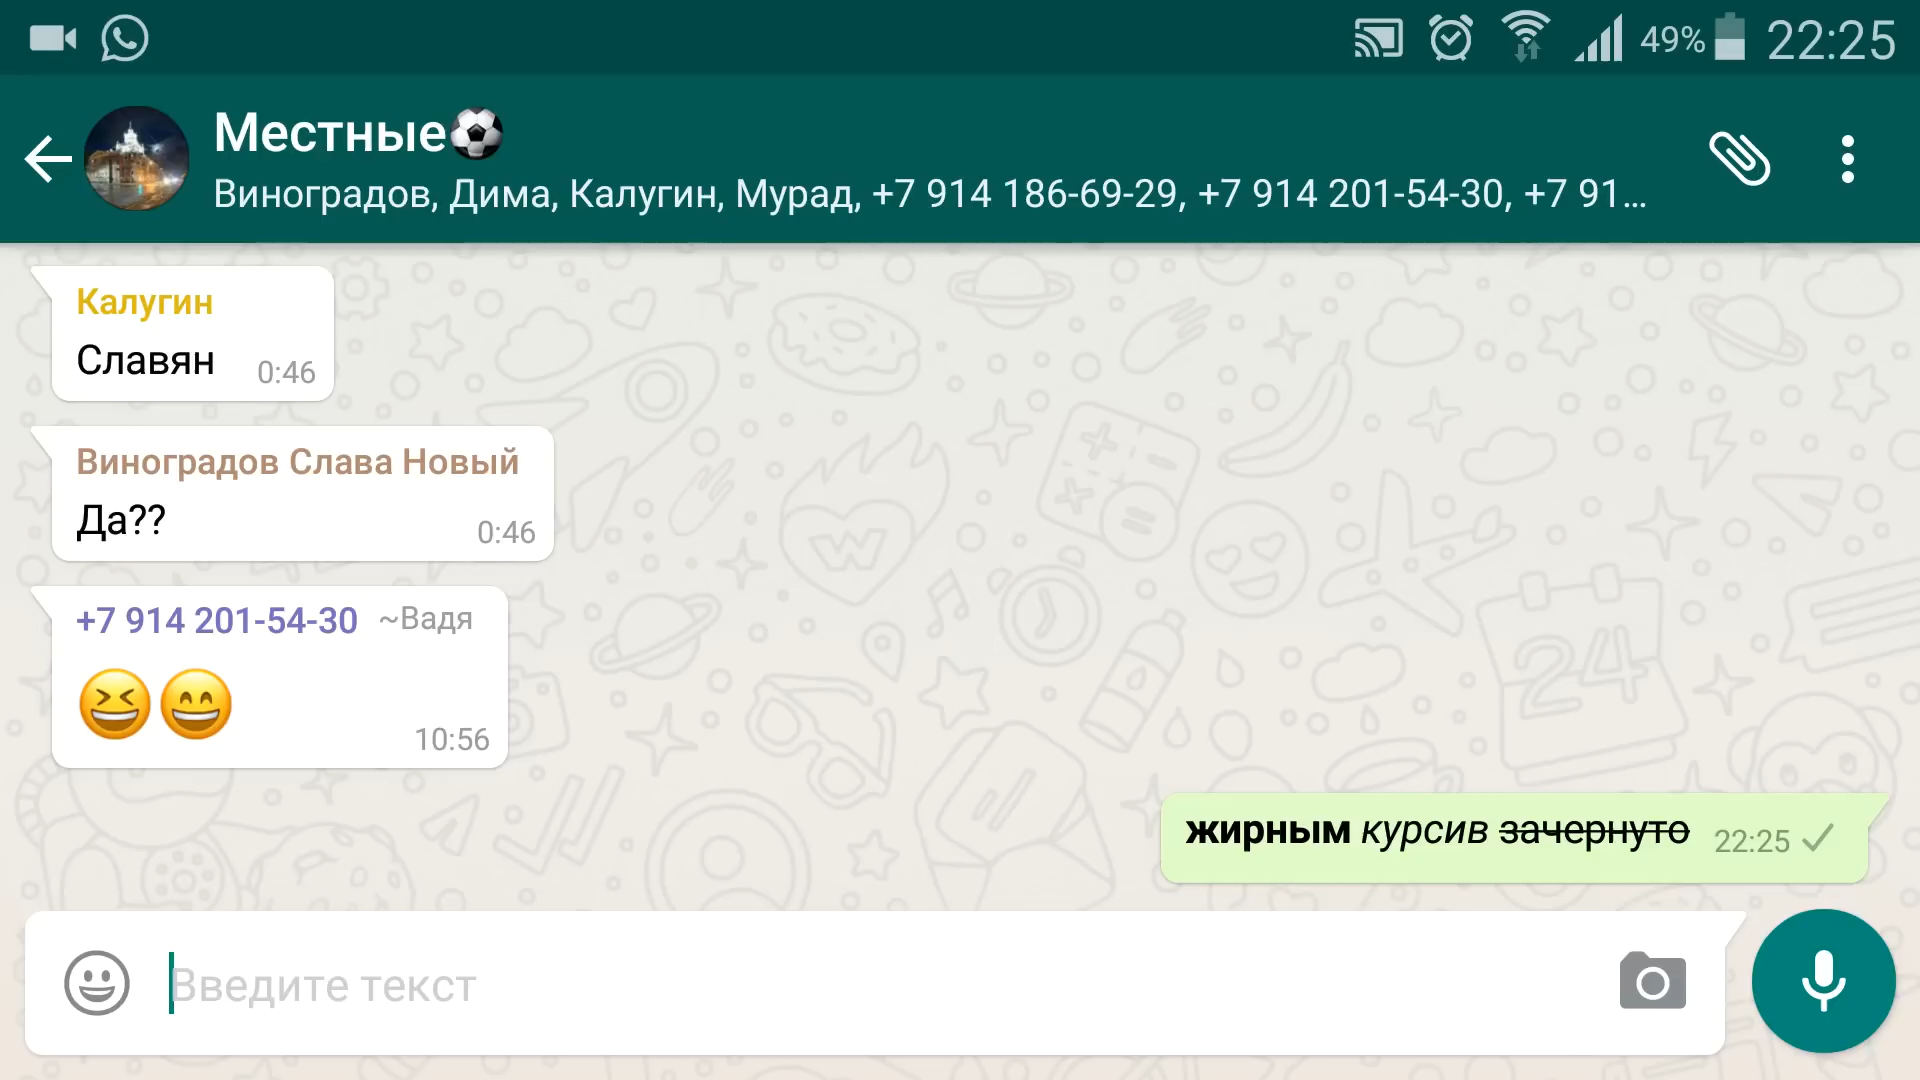 49% 22:25
Местные
Виноградов, Дима, Калугин, Мурад, +7 914 186-69-29, +7 914 201-54-30, +7 91...
Калугин
Славян 0:46
Виноградов Слава Новый
Да?? 0:46
+7 914 201-54-30 ~Вадя
10:56
жирным курсив зачернуто 22:25
Введите текст